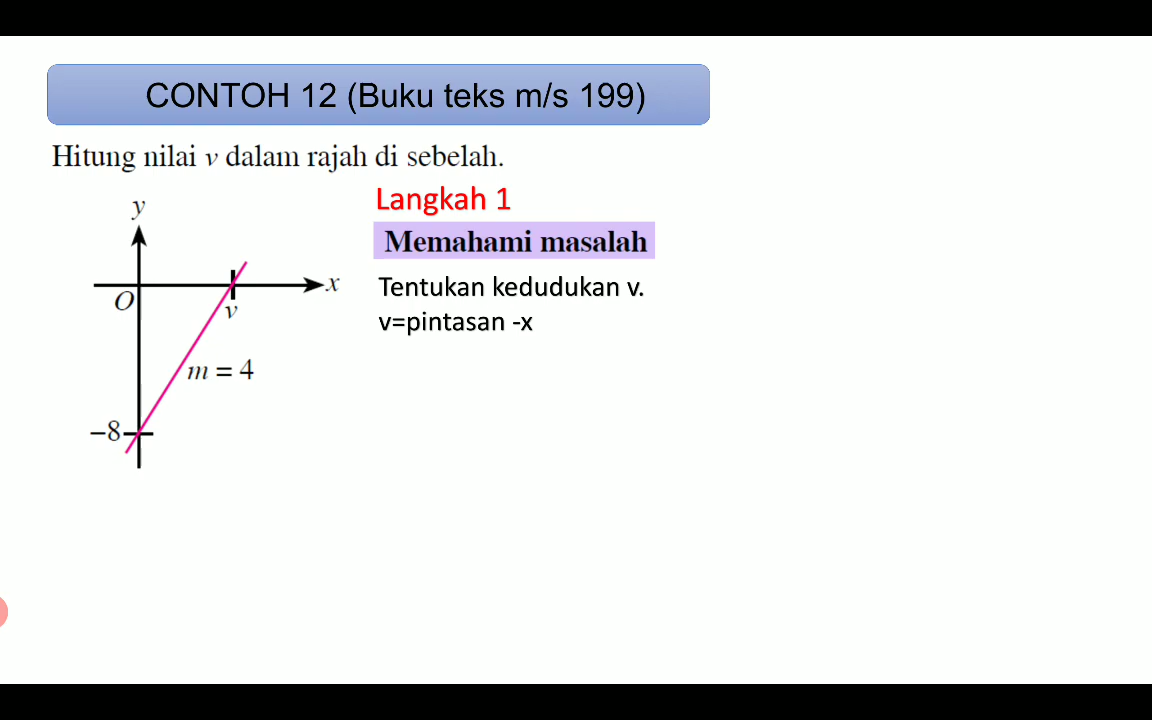 CONTOH 12 (Buku teks m/s 199)
Hitung nilai v dalam rajah di sebelah.
Langkah 1
Memahami masalah
Tentukan kedudukan v.
v=pintasan -x
y
x
O
v
m = 4
−8